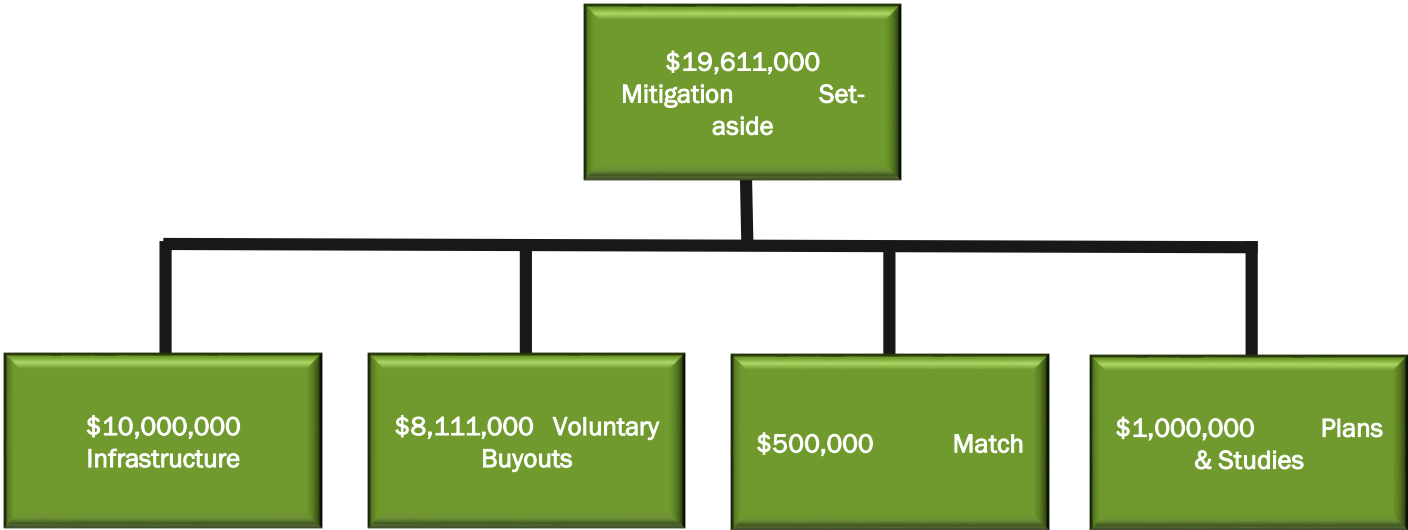 $19,611,000
Mitigation Set-
aside
$10,000,000
Infrastructure
$8,111,000 Voluntary
Buyouts
$500,000 Match
$1,000,000 Plans
& Studies